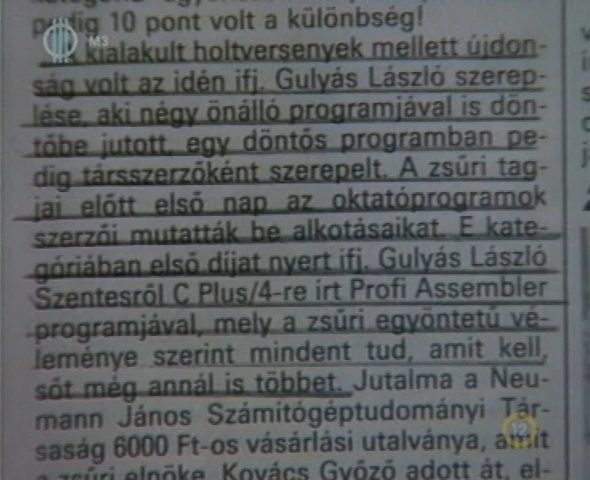 pedig 10 pont volt a különbség!
M3
kialakult holtversenyek mellett újdon-
ság volt az idén ifj. Gulyás László szerep-
lése, aki négy önálló programjával is dön-
tőbe jutott, egy döntős programban pe-
dig társszerzőként szerepelt. A zsűri tag-
jai előtt első nap az oktatóprogramok
szerzői mutatták be alkotásaikat. E kate-
góriában első díjat nyert ifj. Gulyás László
Szentesről C Plus/4-re irt Profi Assembler
programjával, mely a zsűri egyöntetű vé-
leménye szerint mindent tud, amit kell,
sőt még annál is többet. Jutalma a Neu-
mann János Számítógéptudományi Tár-
saság 6000 Ft-os vásárlási utalványa, amit
12
a zsűri elnöke, Kovács Győző adott át, el-